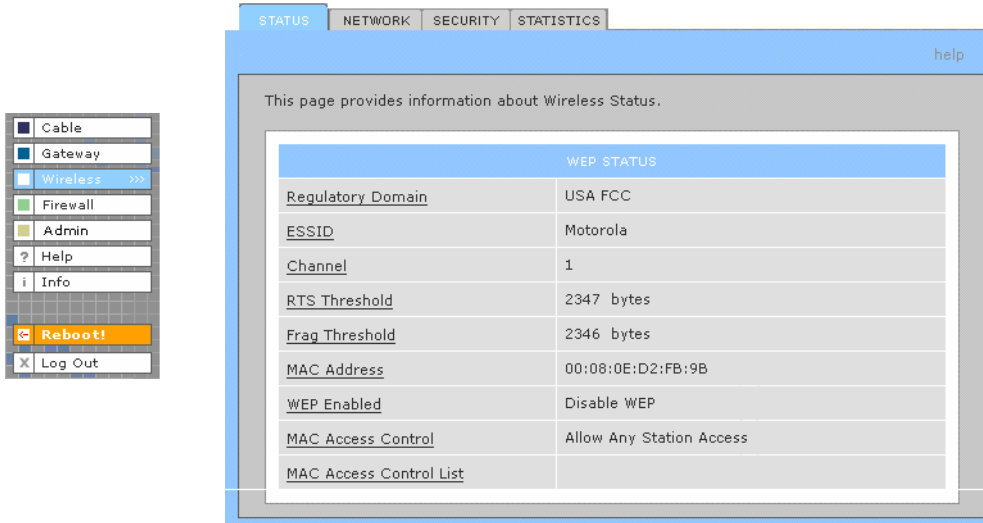 STATUS NETWORK SECURITY STATISTICS
help
This page provides information about Wireless Status.
Cable
Gateway
Wireless >>>
Firewall
Admin
? Help
i Info
Reboot!
X Log Out
WEP STATUS
Regulatory Domain USA FCC
ESSID Motorola
Channel 1
RTS Threshold 2347 bytes
Frag Threshold 2346 bytes
MAC Address 00:08:0E:D2:FB:9B
WEP Enabled Disable WEP
MAC Access Control Allow Any Station Access
MAC Access Control List